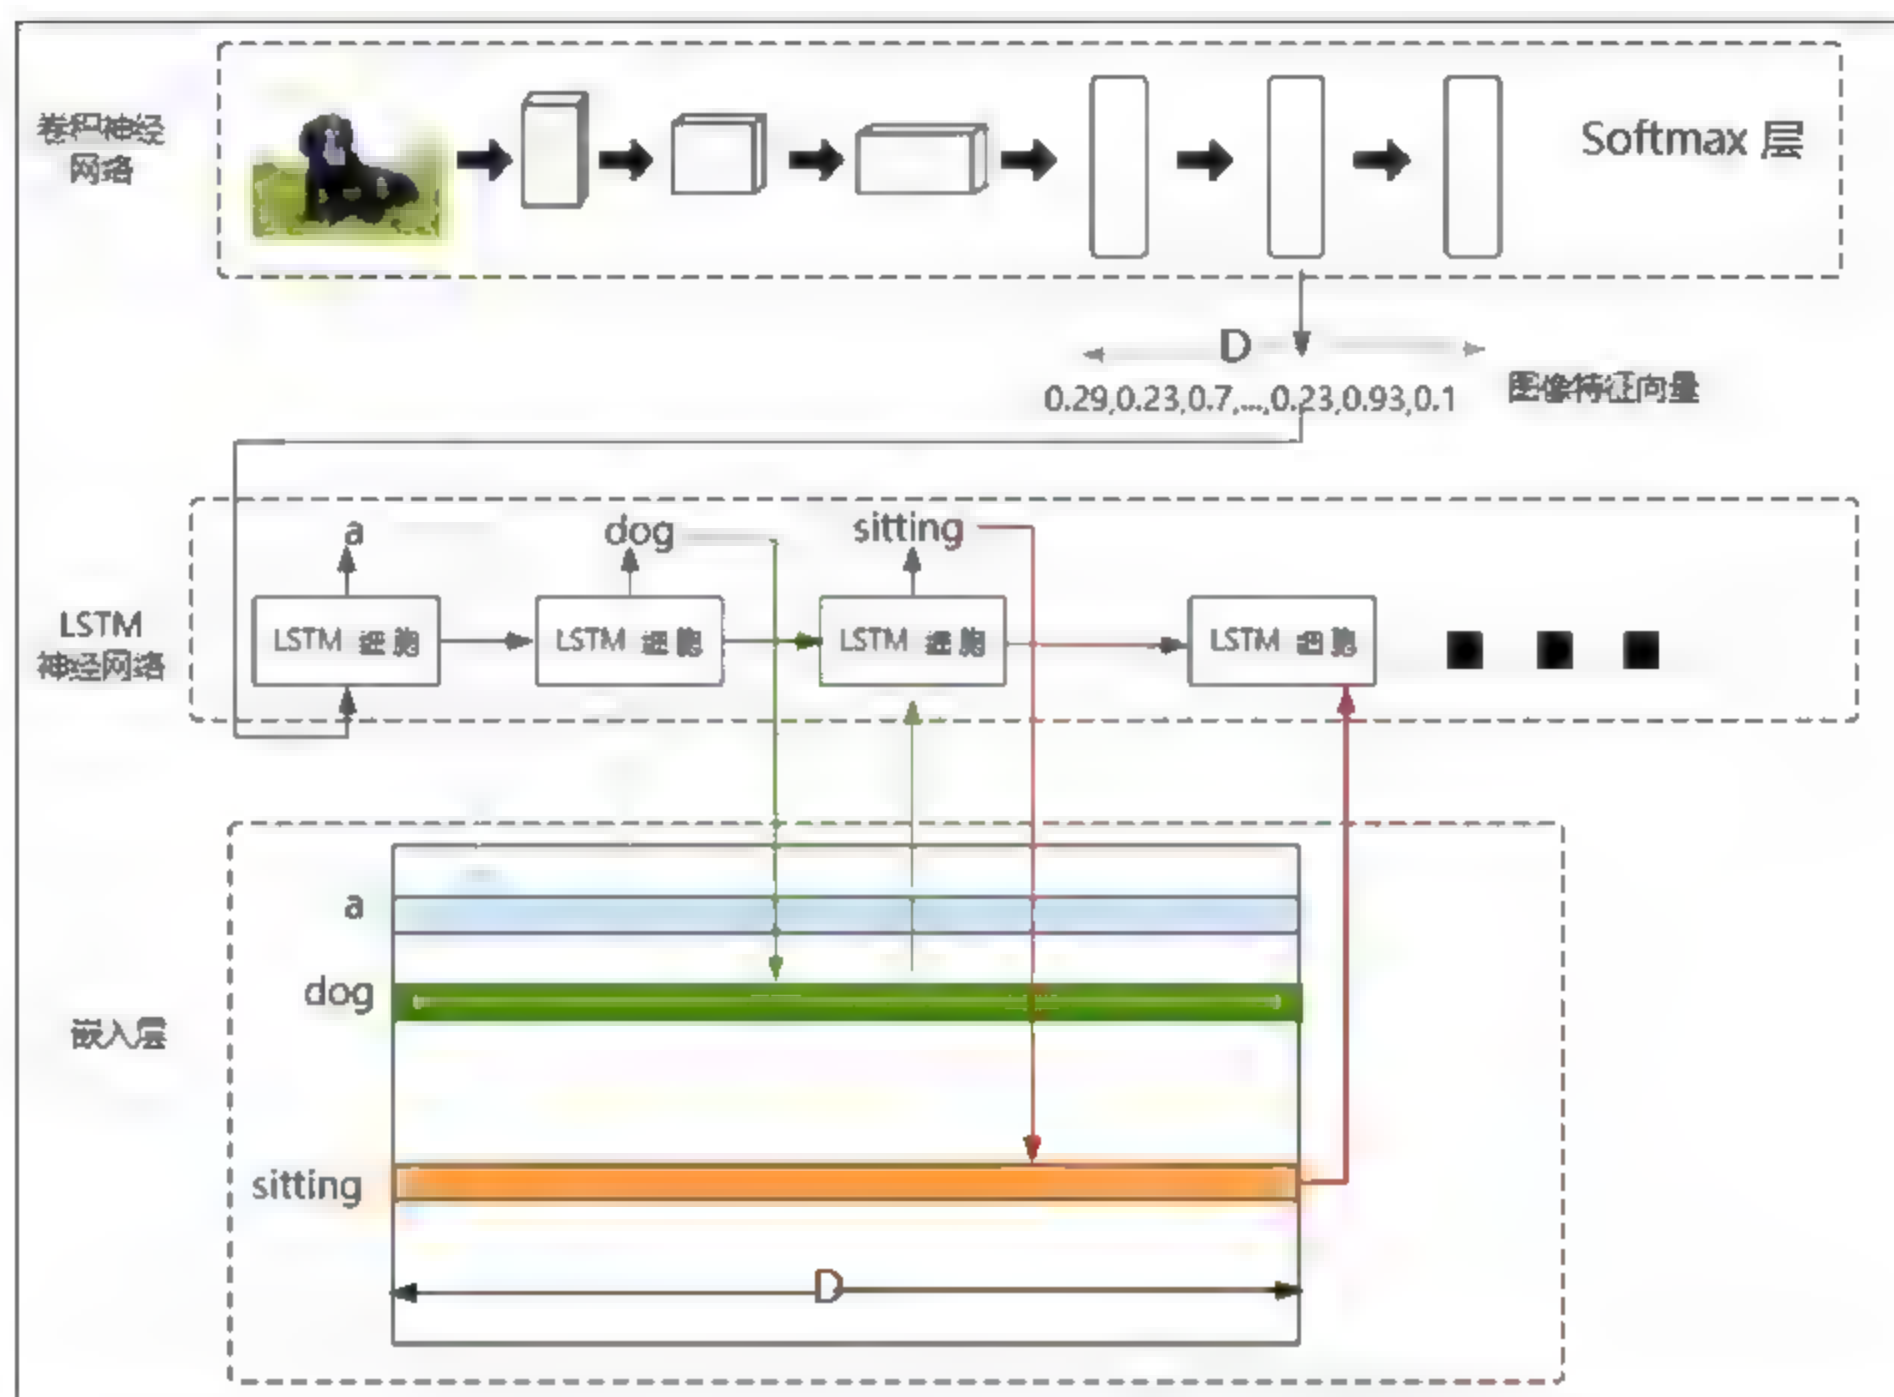 卷积神经
网络
Softmax 层
D
0.29,0.23,0.7,...,0.23,0.93,0.1
图像特征向量
a
dog
sitting
LSTM
神经网络
LSTM 细胞
LSTM 细胞
LSTM 细胞
LSTM 细胞
a
dog
嵌入层
sitting
D